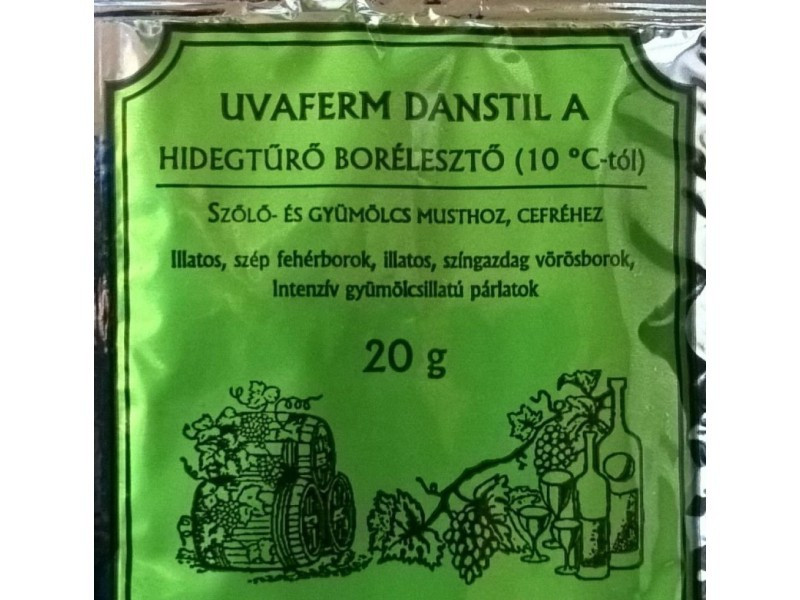 UVAFERM DANSTIL A
HIDEGTŰRŐ BORÉLESZTŐ (10 °C-tól)
SZŐLŐ- ÉS GYÜMÖLCS MUSTHOZ, CEFRÉHEZ
Illatos, szép fehérborok, illatos, színgazdag vörösborok,
Intenzív gyümölcsillatú párlatok
20 g